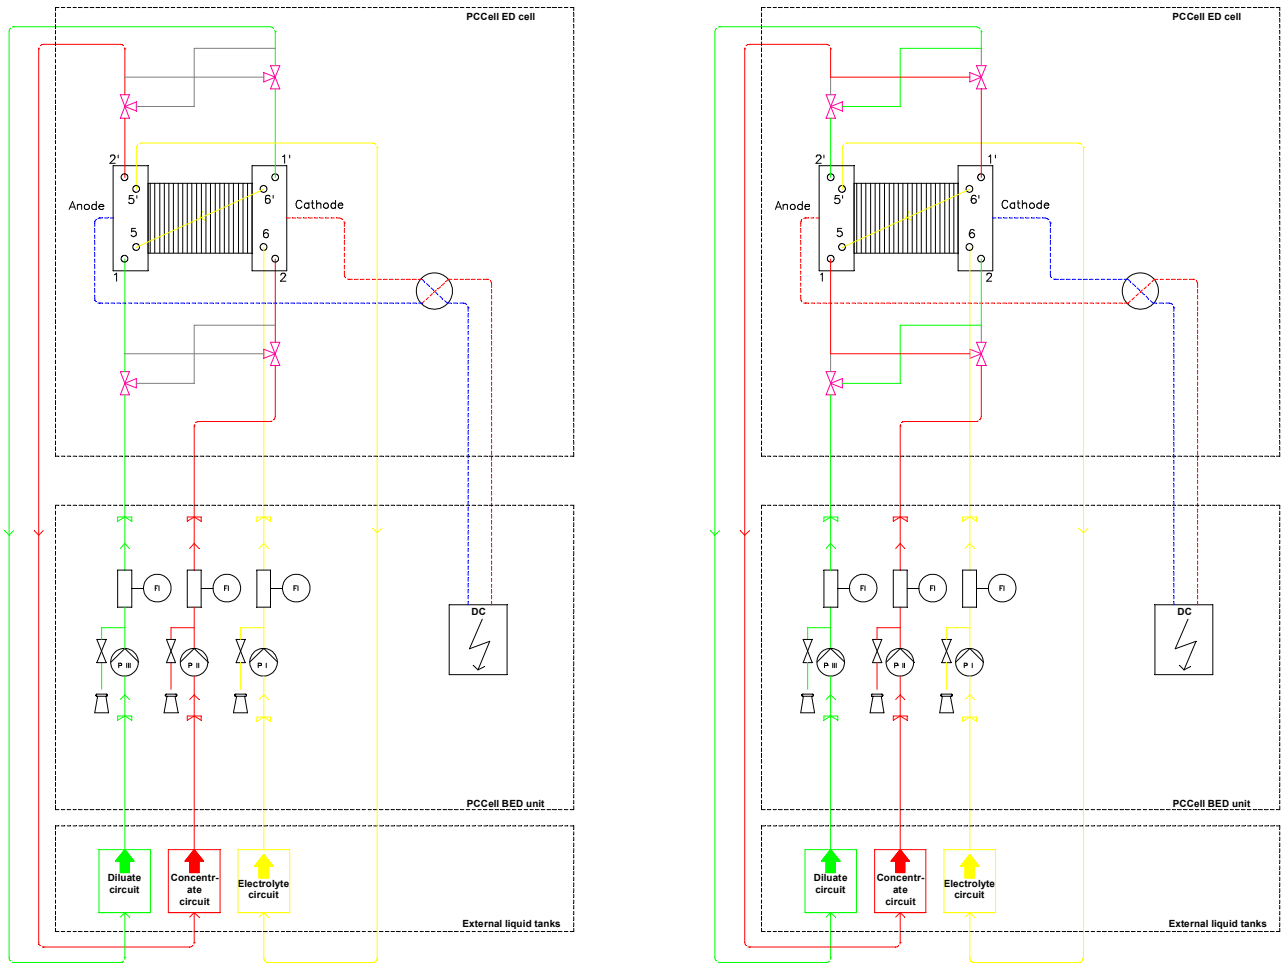 PCCell ED cell
2'
1'
5'
6'
Anode
Cathode
5
6
1
2
FI
FI
FI
DC
P III
P II
P I
PCCell BED unit
Diluate
circuit
Concentr-
ate
circuit
Electrolyte
circuit
External liquid tanks
PCCell ED cell
2'
1'
5'
6'
Anode
Cathode
5
6
1
2
FI
FI
FI
DC
P III
P II
P I
PCCell BED unit
Diluate
circuit
Concentr-
ate
circuit
Electrolyte
circuit
External liquid tanks